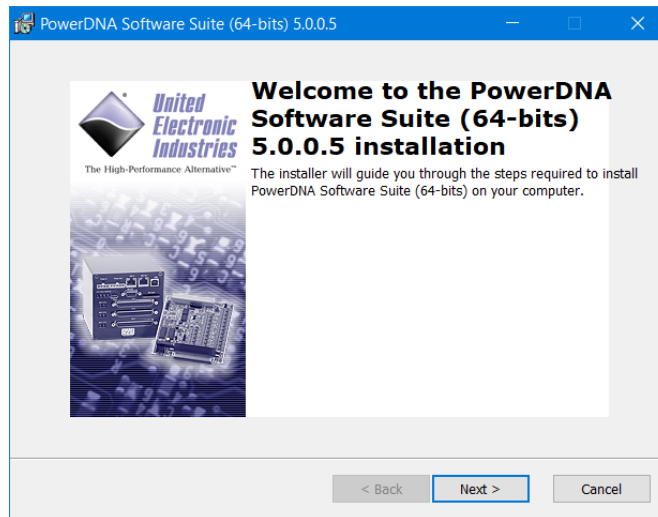 PowerDNA Software Suite (64-bits) 5.0.0.5
United
Electronic
Industries
The High-Performance Alternative™
Welcome to the PowerDNA
Software Suite (64-bits)
5.0.0.5 installation
The installer will guide you through the steps required to install
PowerDNA Software Suite (64-bits) on your computer.
< Back
Next >
Cancel